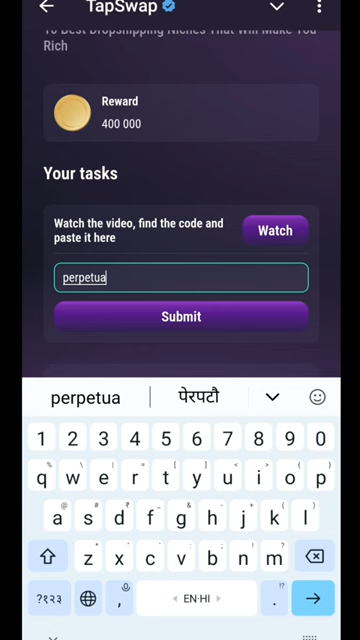 TapSwap
10 Best Dropshipping Niches That Will Make You
Rich
Reward
400 000
Your tasks
Watch the video, find the code and
paste it here
Watch
perpetua
Submit
perpetua
पेरपटौ
1 2 3 4 5 6 7 8 9 0
q w e r t y u i o p
a s d f g h j k l
z x c v b n m
?१२३ , EN·HI .